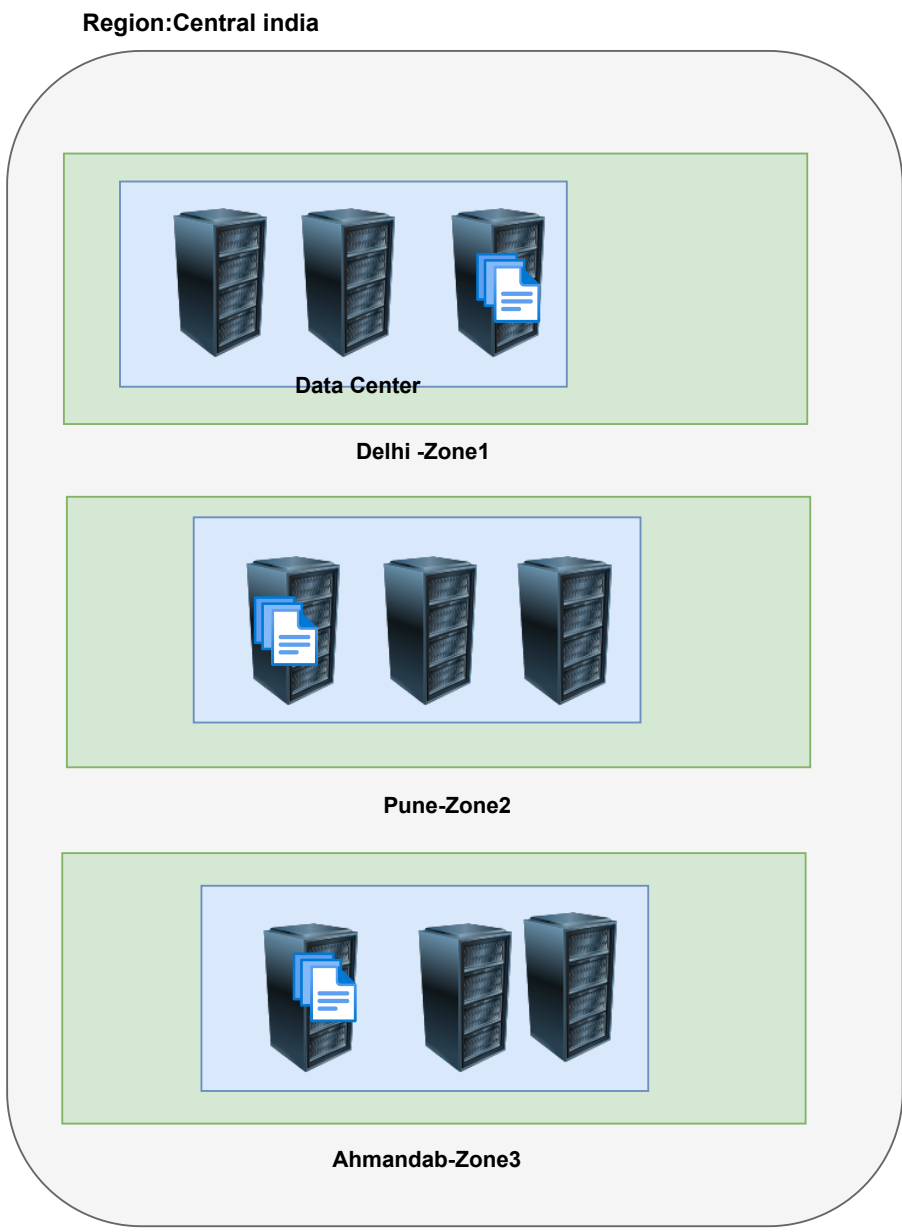 Region:Central india
Data Center
Delhi -Zone1
Pune-Zone2
Ahmandab-Zone3